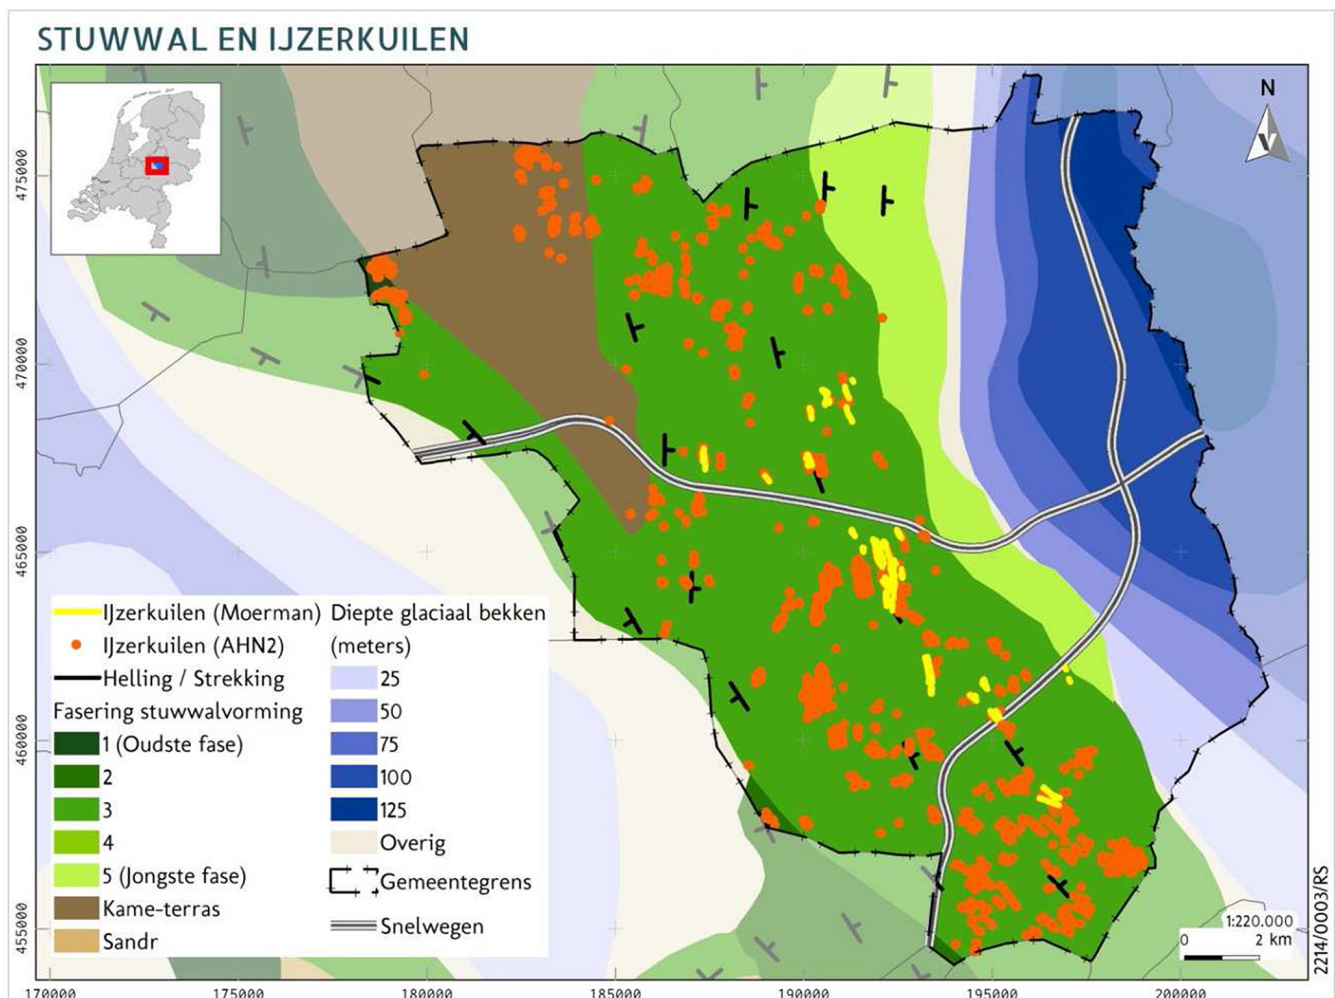 STUWWAL EN IJZERKUILEN
N
475000
470000
465000
460000
455000
IJzerkuilen (Moerman)
IJzerkuilen (AHN2)
Helling / Strekking
Fasering stuwwalvorming
1 (Oudste fase)
2
3
4
5 (Jongste fase)
Kame-terras
Sandr
Diepte glaciaal bekken
(meters)
25
50
75
100
125
Overig
Gemeentegrens
Snelwegen
1:220.000
0 2 km
2214/0003/RS
170000 175000 180000 185000 190000 195000 200000